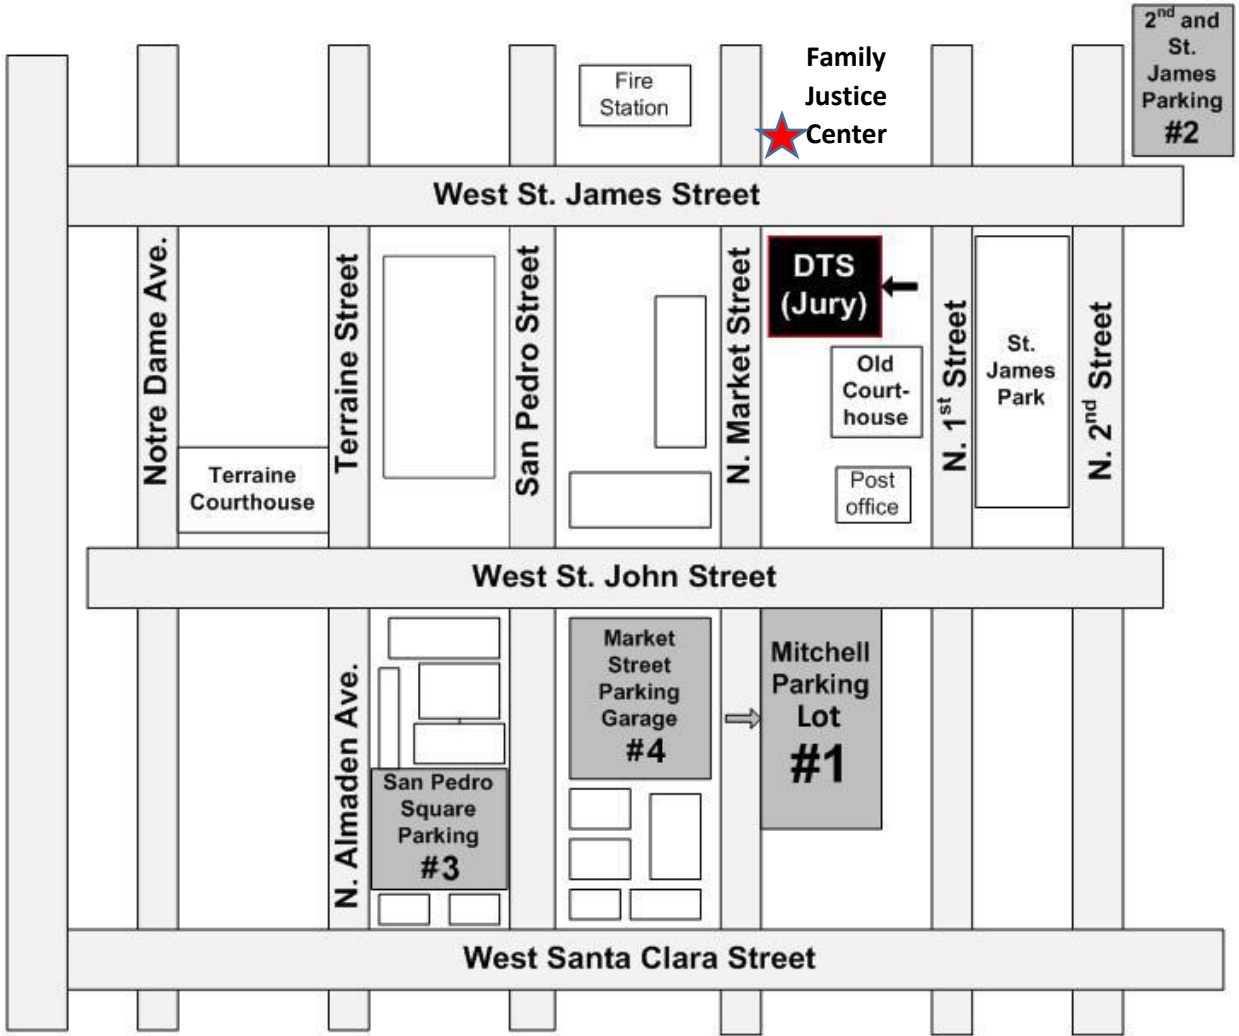 2nd and
St.
James
Parking
#2
Fire
Station
Family
Justice
Center
West St. James Street
Notre Dame Ave.
Terraine Street
San Pedro Street
N. Market Street
DTS
(Jury)
N. 1st Street
St.
James
Park
N. 2nd Street
Old
Court-
house
Terraine
Courthouse
Post
office
West St. John Street
N. Almaden Ave.
Market
Street
Parking
Garage
#4
Mitchell
Parking
Lot
#1
San Pedro
Square
Parking
#3
West Santa Clara Street